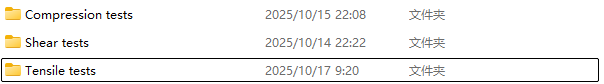 Compression tests 2025/10/15 22:08 文件夹
Shear tests 2025/10/14 22:22 文件夹
Tensile tests 2025/10/17 9:20 文件夹